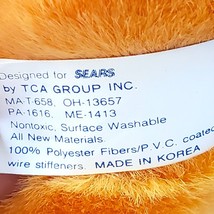 Designed for SEARS
by TCA GROUP INC.
MA-T-658, OH-13657
PA-1616, ME-1413
Nontoxic, Surface Washable
All New Materials
100% Polyester Fibers/P.V.C. coated
wire stiffeners. MADE IN KOREA